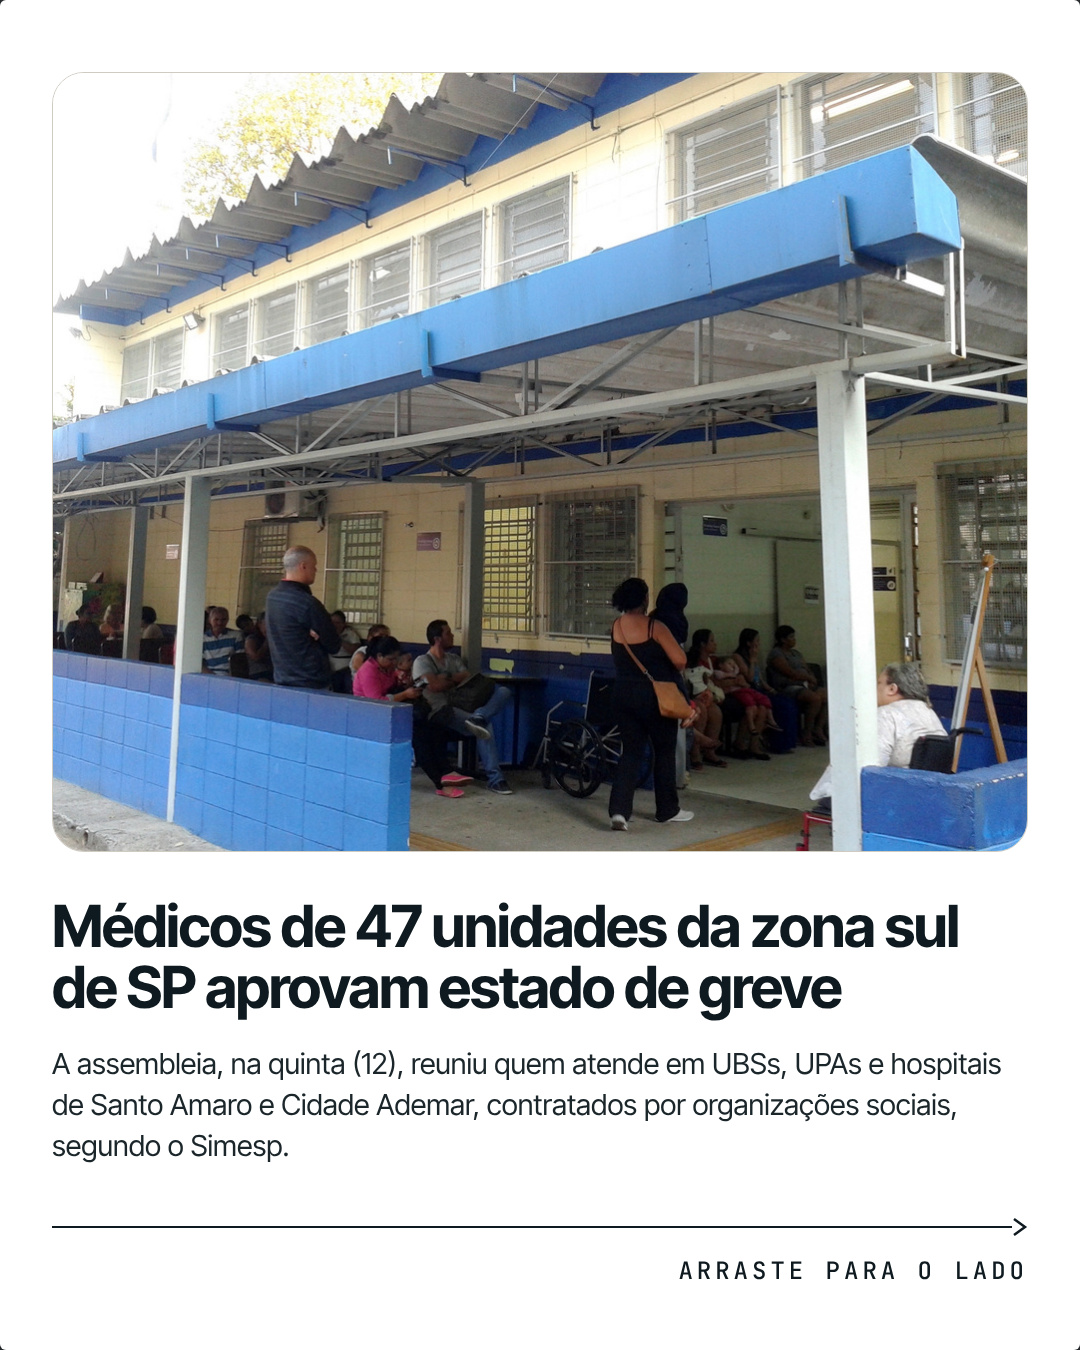 Médicos de 47 unidades da zona sul
de SP aprovam estado de greve
A assembleia, na quinta (12), reuniu quem atende em UBSs, UPAs e hospitais
de Santo Amaro e Cidade Ademar, contratados por organizações sociais,
segundo o Simesp.
ARRASTE PARA O LADO